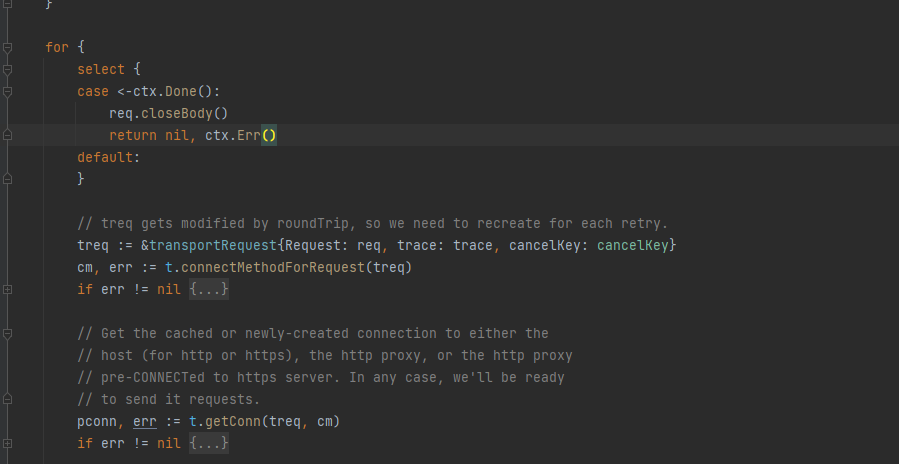 }
for {
select {
case <-ctx.Done():
req.closeBody()
return nil, ctx.Err()
default:
}
// treq gets modified by roundTrip, so we need to recreate for each retry.
treq := &transportRequest{Request: req, trace: trace, cancelKey: cancelKey}
cm, err := t.connectMethodForRequest(treq)
if err != nil {...}
// Get the cached or newly-created connection to either the
// host (for http or https), the http proxy, or the http proxy
// pre-CONNECTed to https server. In any case, we'll be ready
// to send it requests.
pconn, err := t.getConn(treq, cm)
if err != nil {...}